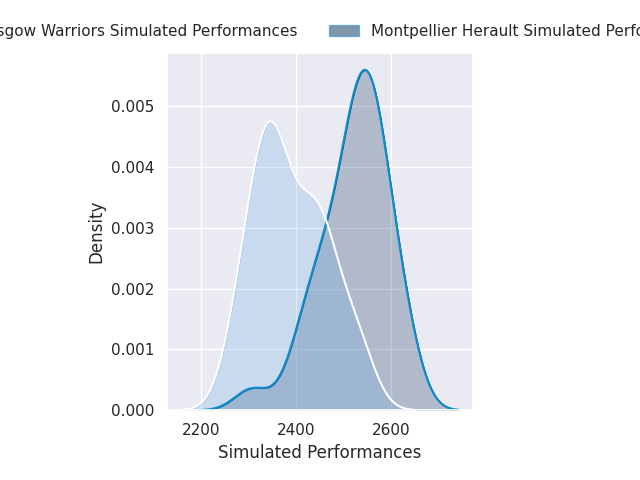 sgow Warriors Simulated Performances Montpellier Herault Simulated Perfo
0.005
0.004
0.003
0.002
0.001
0.000
Density
2200 2400 2600
Simulated Performances